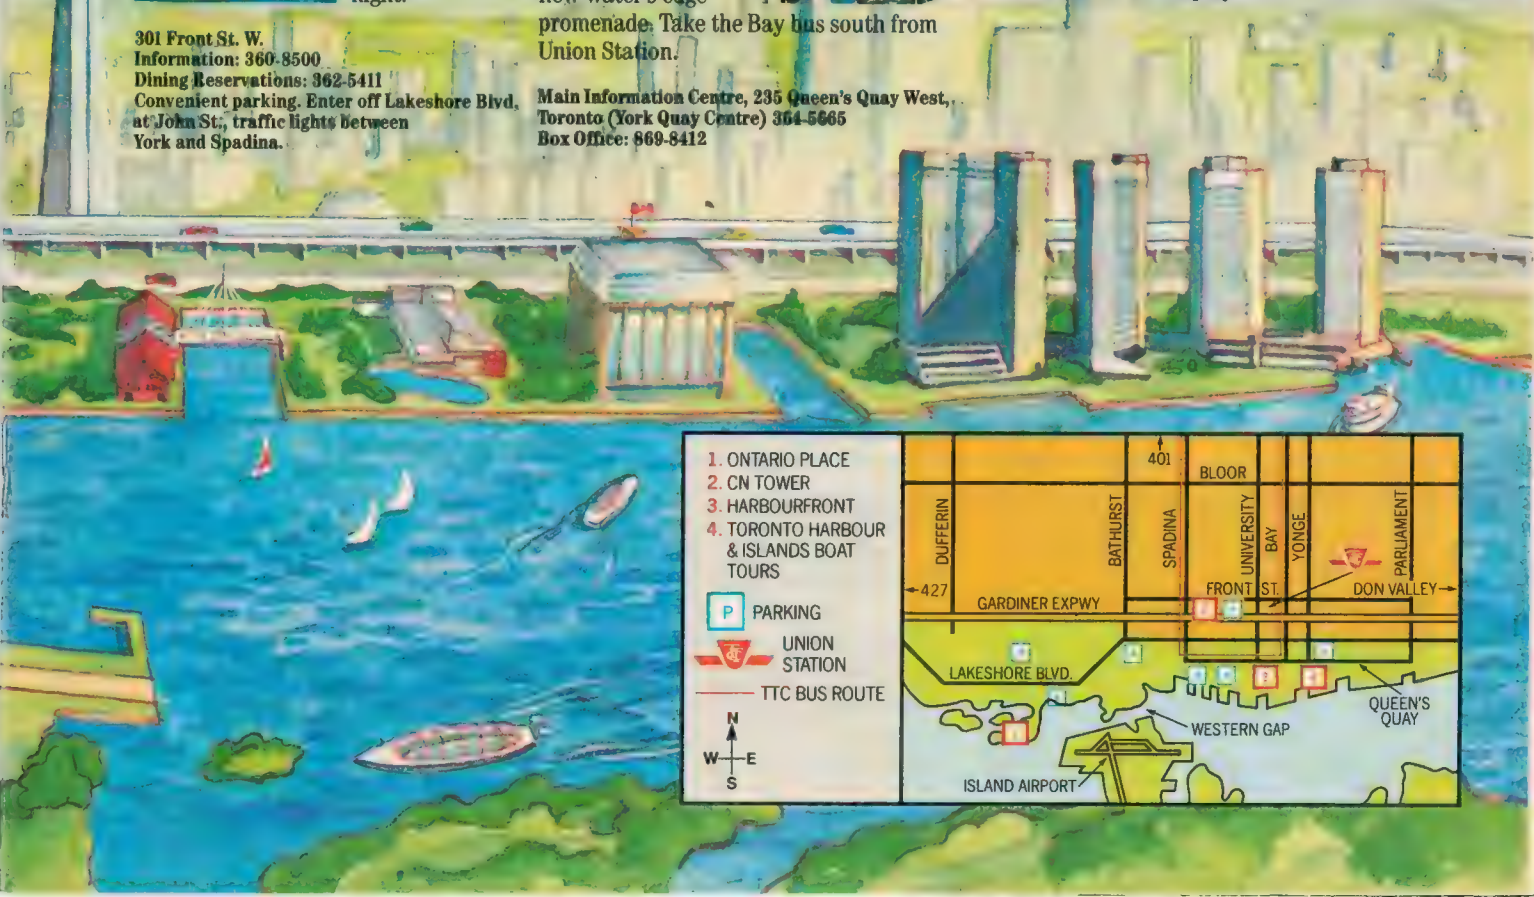 301 Front St. W.
Information: 360-8500
Dining Reservations: 362-5411
Convenient parking. Enter off Lakeshore Blvd.
at John St., traffic lights between
York and Spadina.
promenade. Take the Bay bus south from
Union Station.
Main Information Centre, 235 Queen's Quay West,
Toronto (York Quay Centre) 364-5665
Box Office: 869-8412
1. ONTARIO PLACE
2. CN TOWER
3. HARBOURFRONT
4. TORONTO HARBOUR
& ISLANDS BOAT
TOURS
P PARKING
UNION
STATION
TTC BUS ROUTE
N
W E
S
401
BLOOR
DUFFERIN
BATHURST
SPADINA
UNIVERSITY
BAY
YONGE
PARLIAMENT
427
GARDINER EXPWY
FRONT ST.
DON VALLEY
LAKESHORE BLVD.
QUEEN'S
QUAY
WESTERN GAP
ISLAND AIRPORT